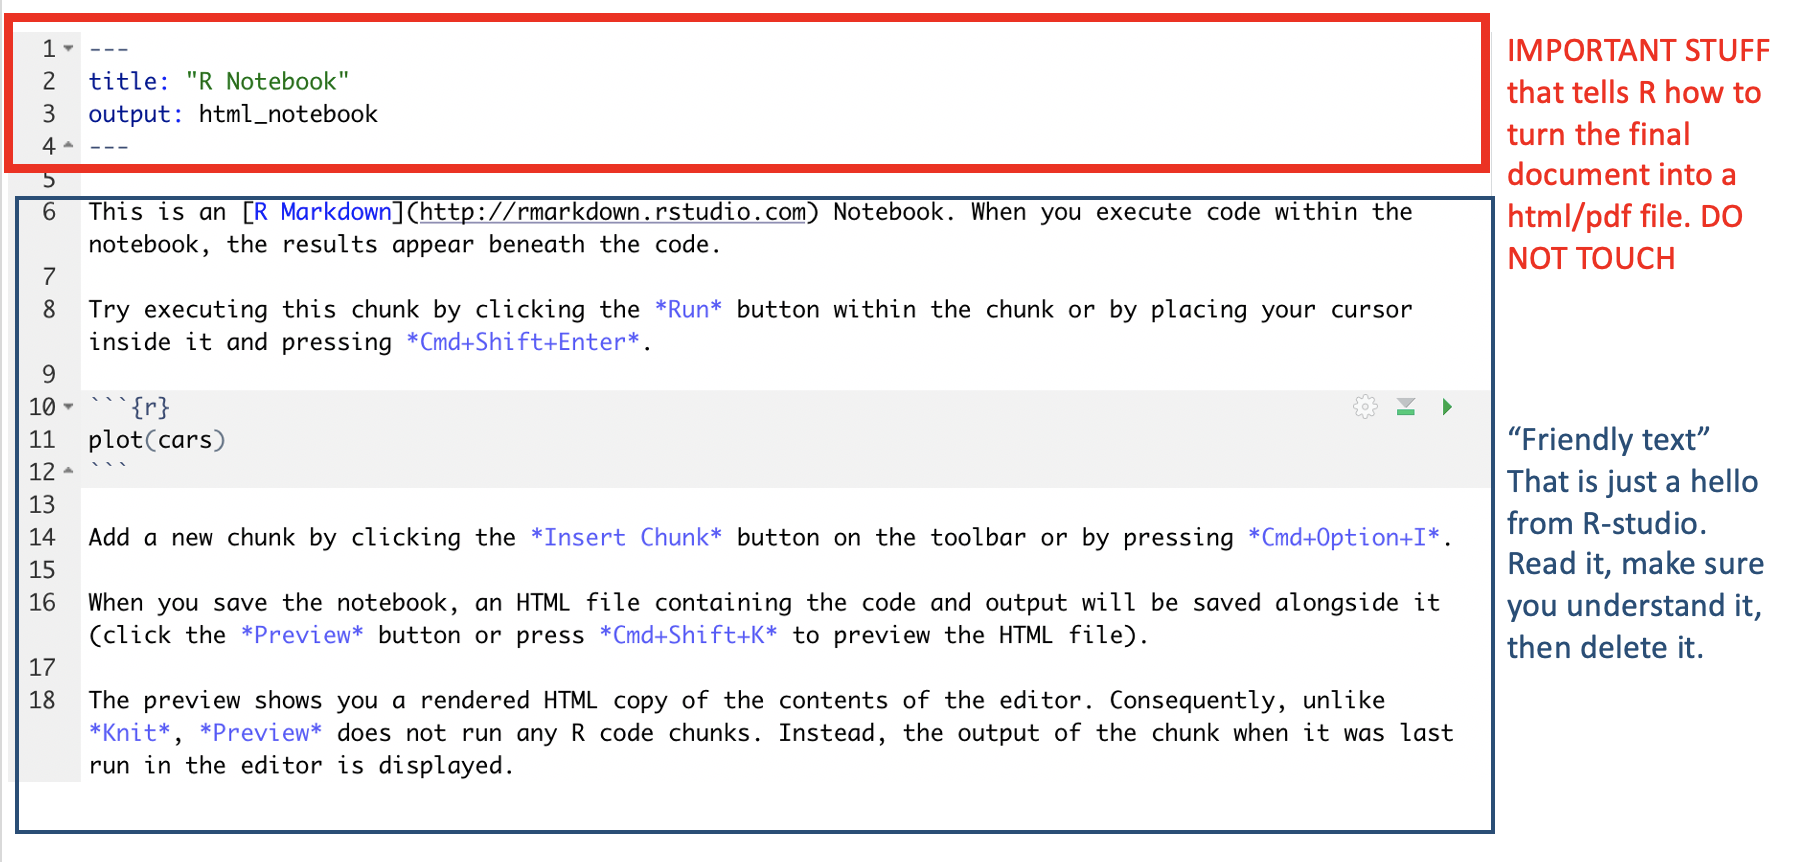 1 ---
2 title: "R Notebook"
3 output: html_notebook
4 ---
5
6 This is an [R Markdown](http://rmarkdown.rstudio.com) Notebook. When you execute code within the
notebook, the results appear beneath the code.
7
8 Try executing this chunk by clicking the *Run* button within the chunk or by placing your cursor
inside it and pressing *Cmd+Shift+Enter*.
9
10 ```{r}
11 plot(cars)
12 ```
13
14 Add a new chunk by clicking the *Insert Chunk* button on the toolbar or by pressing *Cmd+Option+I*.
15
16 When you save the notebook, an HTML file containing the code and output will be saved alongside it
(click the *Preview* button or press *Cmd+Shift+K* to preview the HTML file).
17
18 The preview shows you a rendered HTML copy of the contents of the editor. Consequently, unlike
*Knit*, *Preview* does not run any R code chunks. Instead, the output of the chunk when it was last
run in the editor is displayed.
IMPORTANT STUFF
that tells R how to
turn the final
document into a
html/pdf file. DO
NOT TOUCH
“Friendly text”
That is just a hello
from R-studio.
Read it, make sure
you understand it,
then delete it.